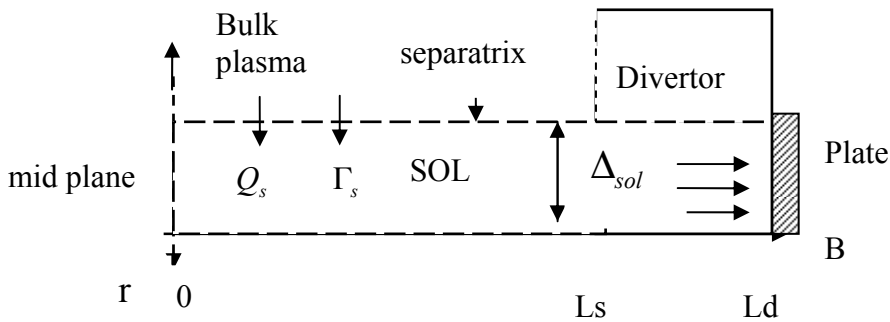 Bulk
plasma
separatrix
Divertor
mid plane
Q_s
Γ_s
SOL
Δ_sol
Plate
B
r
0
Ls
Ld